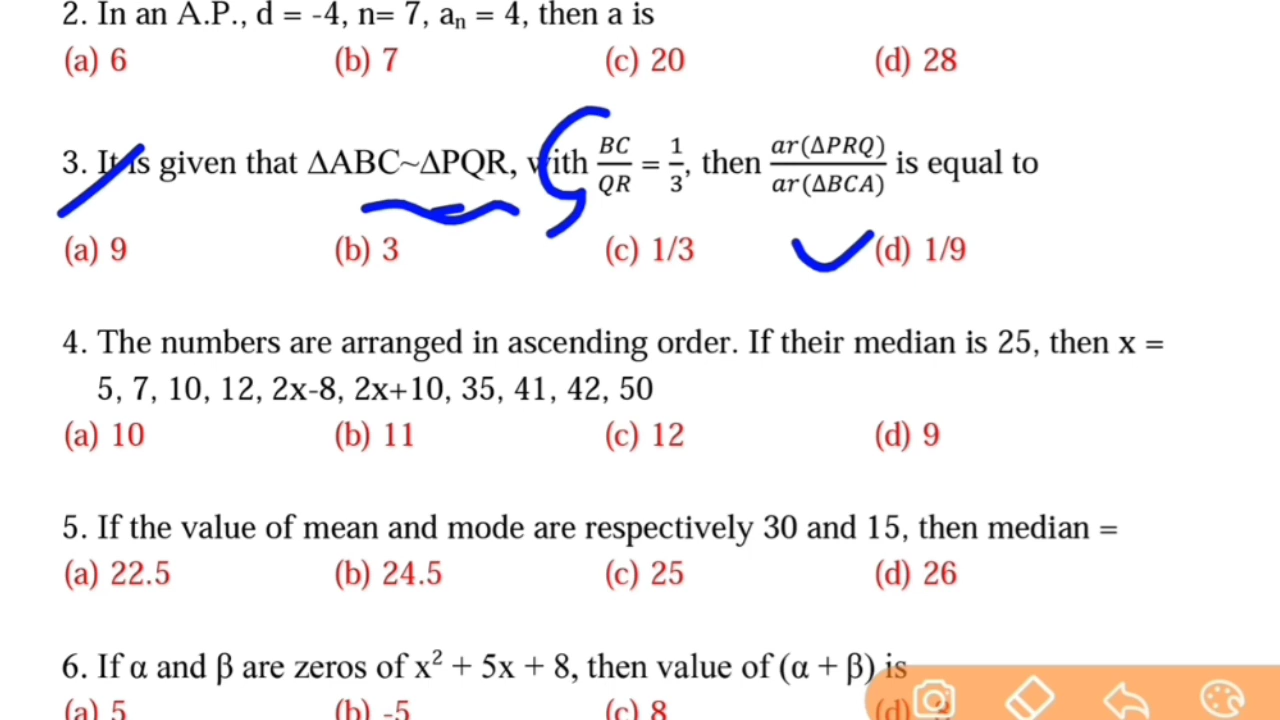 2. In an A.P., d = -4, n= 7, aₙ = 4, then a is
(a) 6 (b) 7 (c) 20 (d) 28
3. It is given that ΔABC~ΔPQR, with BC/QR = 1/3, then ar(ΔPRQ)/ar(ΔBCA) is equal to
(a) 9 (b) 3 (c) 1/3 (d) 1/9
4. The numbers are arranged in ascending order. If their median is 25, then x =
5, 7, 10, 12, 2x-8, 2x+10, 35, 41, 42, 50
(a) 10 (b) 11 (c) 12 (d) 9
5. If the value of mean and mode are respectively 30 and 15, then median =
(a) 22.5 (b) 24.5 (c) 25 (d) 26
6. If α and β are zeros of x² + 5x + 8, then value of (α + β) is
(a) 5 (b) -5 (c) 8 (d)